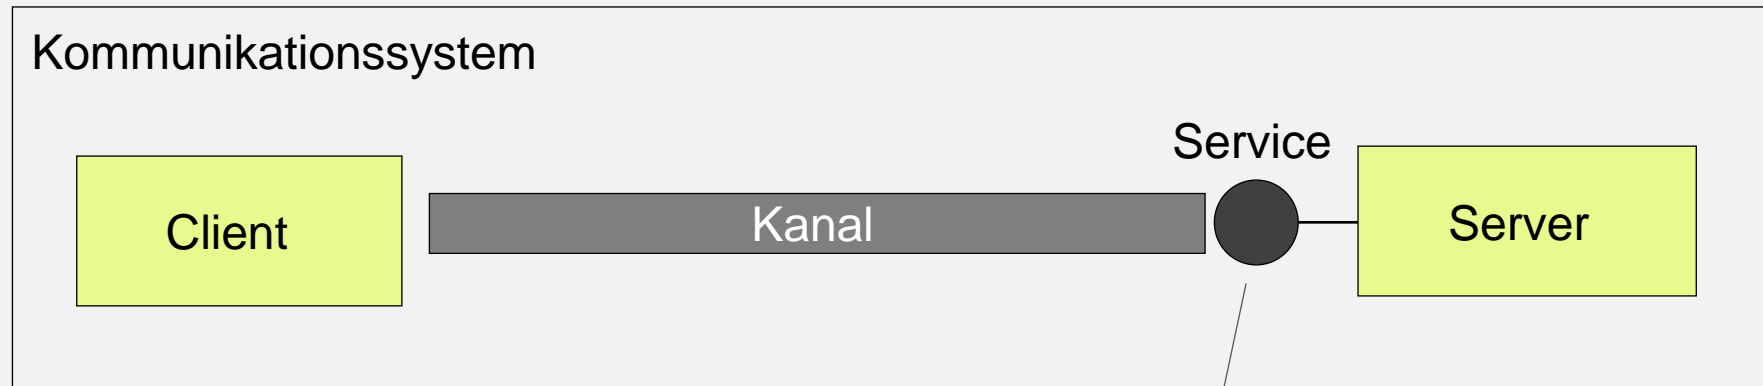 Kommunikationssystem
Service
Client
Kanal
Server